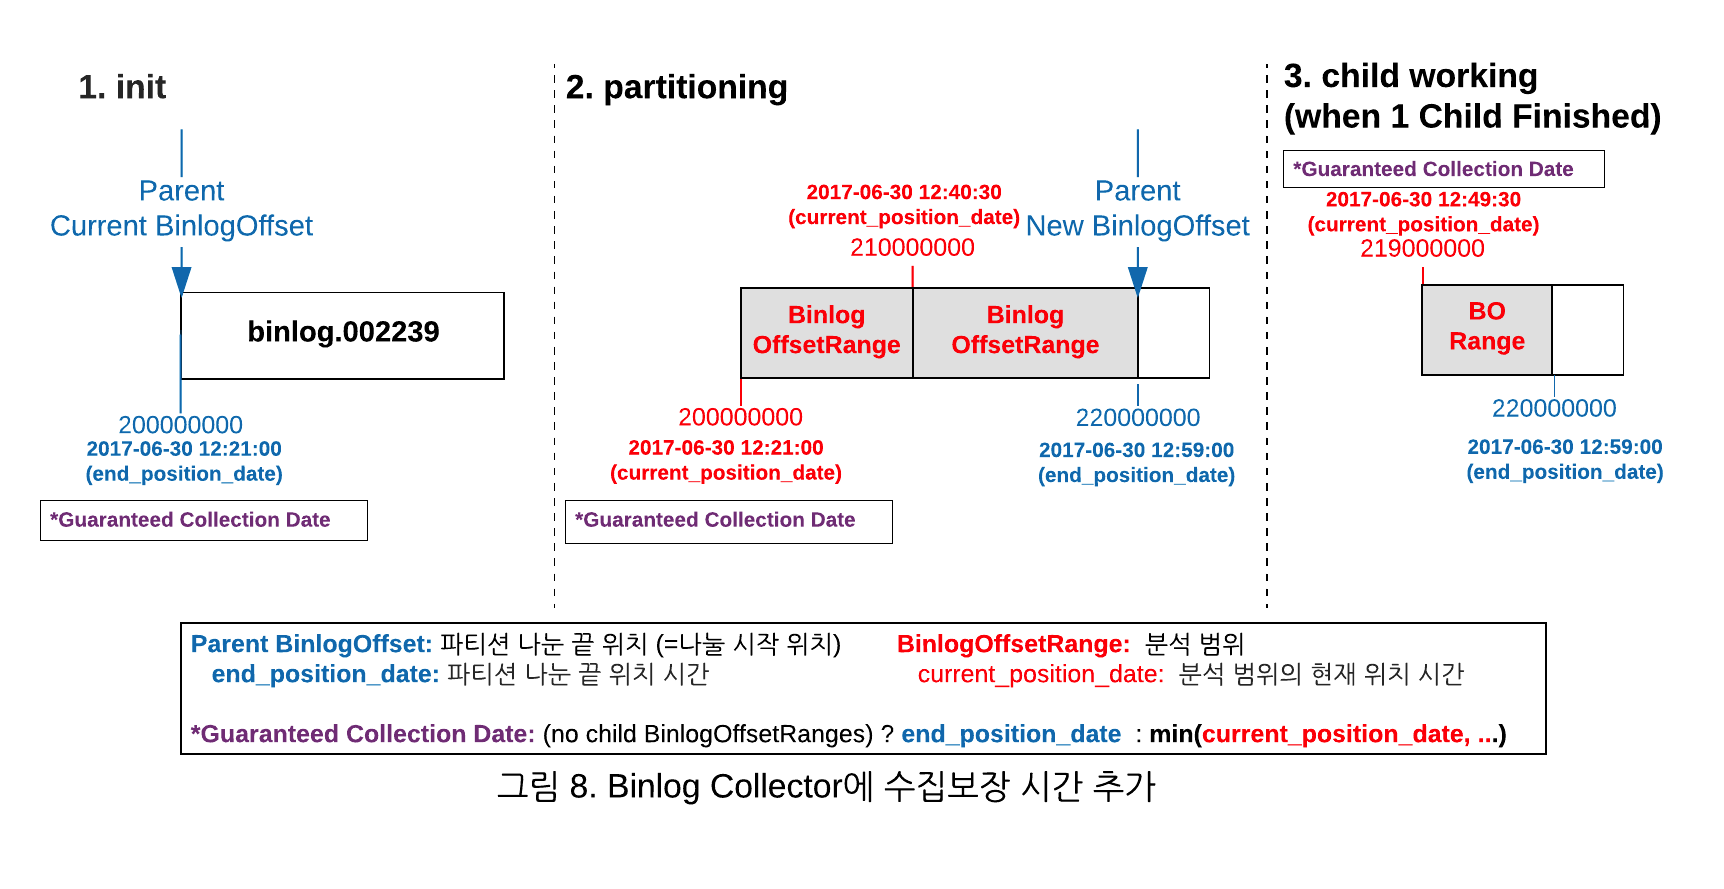 1. init
Parent
Current BinlogOffset
binlog.002239
200000000
2017-06-30 12:21:00
(end_position_date)
*Guaranteed Collection Date
2. partitioning
2017-06-30 12:40:30
(current_position_date)
210000000
Parent
New BinlogOffset
Binlog
OffsetRange
Binlog
OffsetRange
200000000
2017-06-30 12:21:00
(current_position_date)
220000000
2017-06-30 12:59:00
(end_position_date)
*Guaranteed Collection Date
3. child working
(when 1 Child Finished)
*Guaranteed Collection Date
2017-06-30 12:49:30
(current_position_date)
219000000
BO
Range
220000000
2017-06-30 12:59:00
(end_position_date)
Parent BinlogOffset: 파티션 나눈 끝 위치 (=나눌 시작 위치)
end_position_date: 파티션 나눈 끝 위치 시간
BinlogOffsetRange: 분석 범위
current_position_date: 분석 범위의 현재 위치 시간
*Guaranteed Collection Date: (no child BinlogOffsetRanges) ? end_position_date : min(current_position_date, ...)
그림 8. Binlog Collector에 수집보장 시간 추가